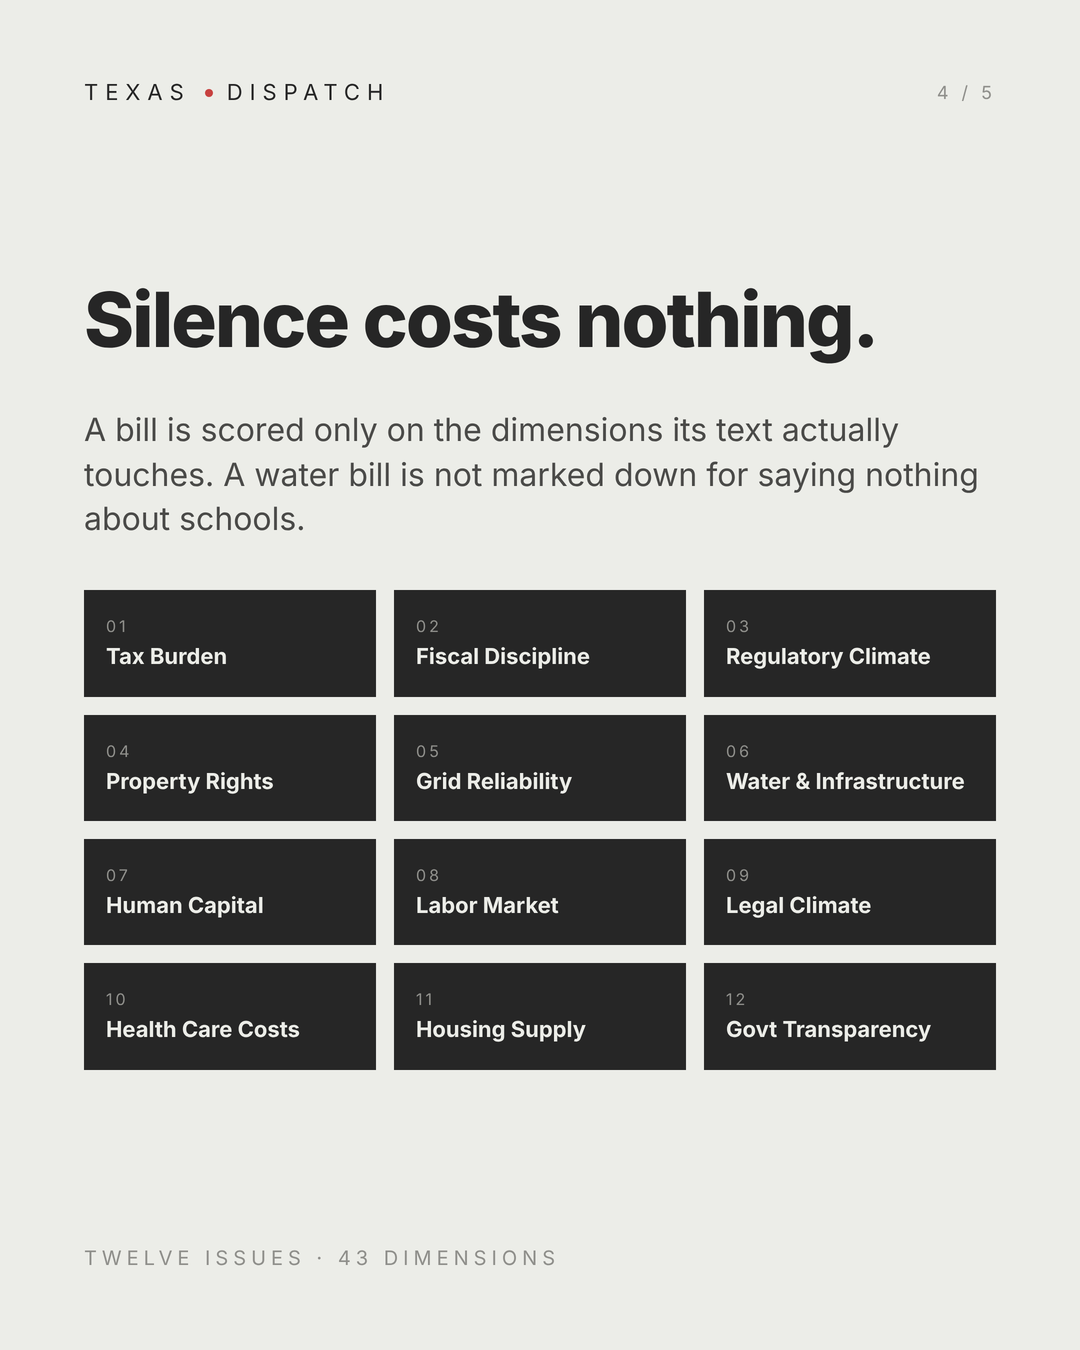 TEXAS • DISPATCH
4 / 5
Silence costs nothing.
A bill is scored only on the dimensions its text actually
touches. A water bill is not marked down for saying nothing
about schools.
01
Tax Burden
02
Fiscal Discipline
03
Regulatory Climate
04
Property Rights
05
Grid Reliability
06
Water & Infrastructure
07
Human Capital
08
Labor Market
09
Legal Climate
10
Health Care Costs
11
Housing Supply
12
Govt Transparency
TWELVE ISSUES · 43 DIMENSIONS